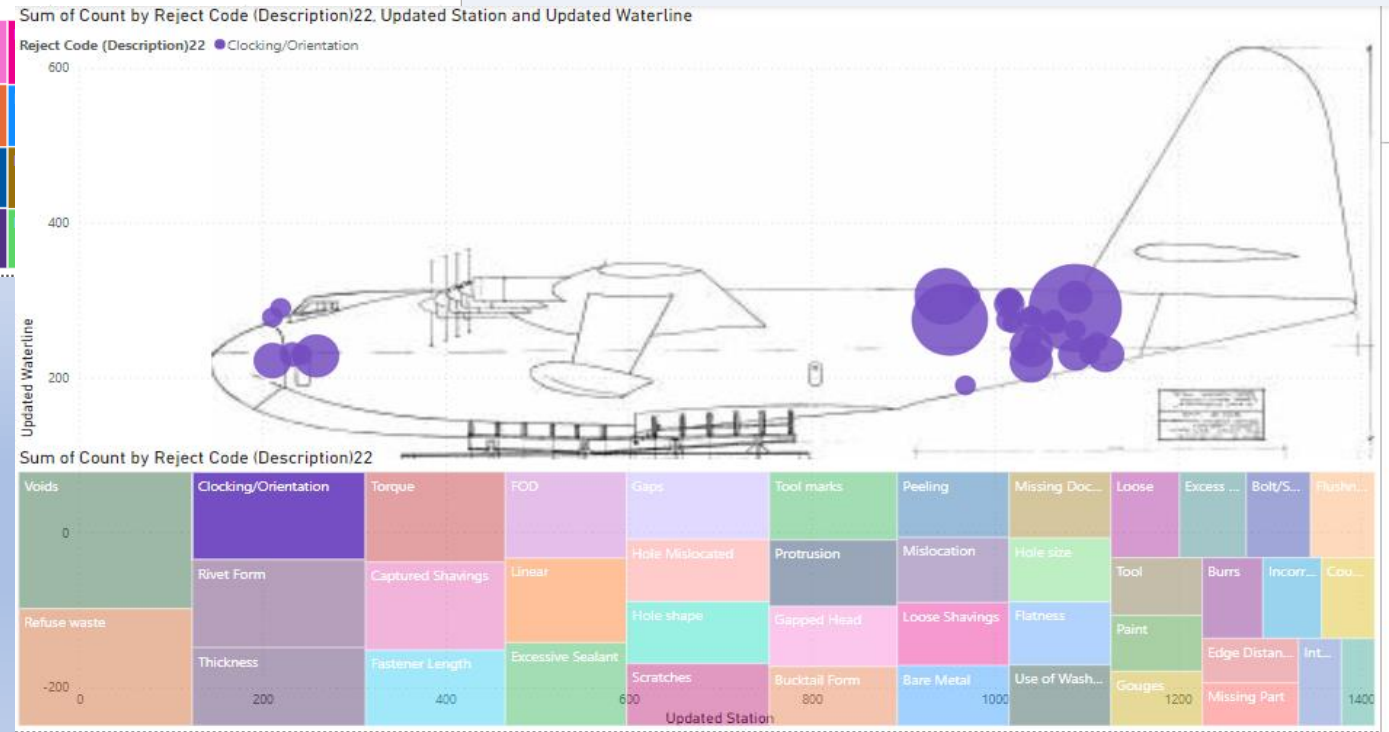 Sum of Count by Reject Code (Description)22, Updated Station and Updated Waterline
Reject Code (Description)22 Clocking/Orientation
600
400
200
0
-200
Updated Waterline
Sum of Count by Reject Code (Description)22
Voids
Clocking/Orientation
Torque
FOD
Gaps
Tool marks
Peeling
Missing Doc...
Loose
Excess ...
Bolt/S...
Flushn...
Hole Mislocated
Protrusion
Mislocation
Hole size
Rivet Form
Captured Shavings
Linear
Tool
Burrs
Incorr...
Cou...
Refuse waste
Hole shape
Gapped Head
Loose Shavings
Flatness
Paint
Thickness
Fastener Length
Excessive Sealant
Scratches
Bucktail Form
Bare Metal
Use of Wash...
Gouges
Edge Distan...
Int...
Missing Part
0 200 400 600 800 1000 1200 1400
Updated Station